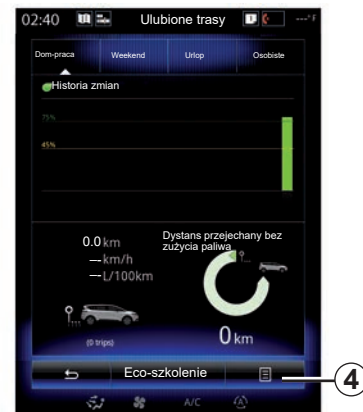 02:40 Ulubione trasy ---°F
Dom-praca Weekend Urlop Osobiste
Historia zmian
75%
45%
0.0 km
--- km/h
--- L/100km
(0 trips)
Dystans przejechany bez
zużycia paliwa
0 km
Eco-szkolenie
4
A/C